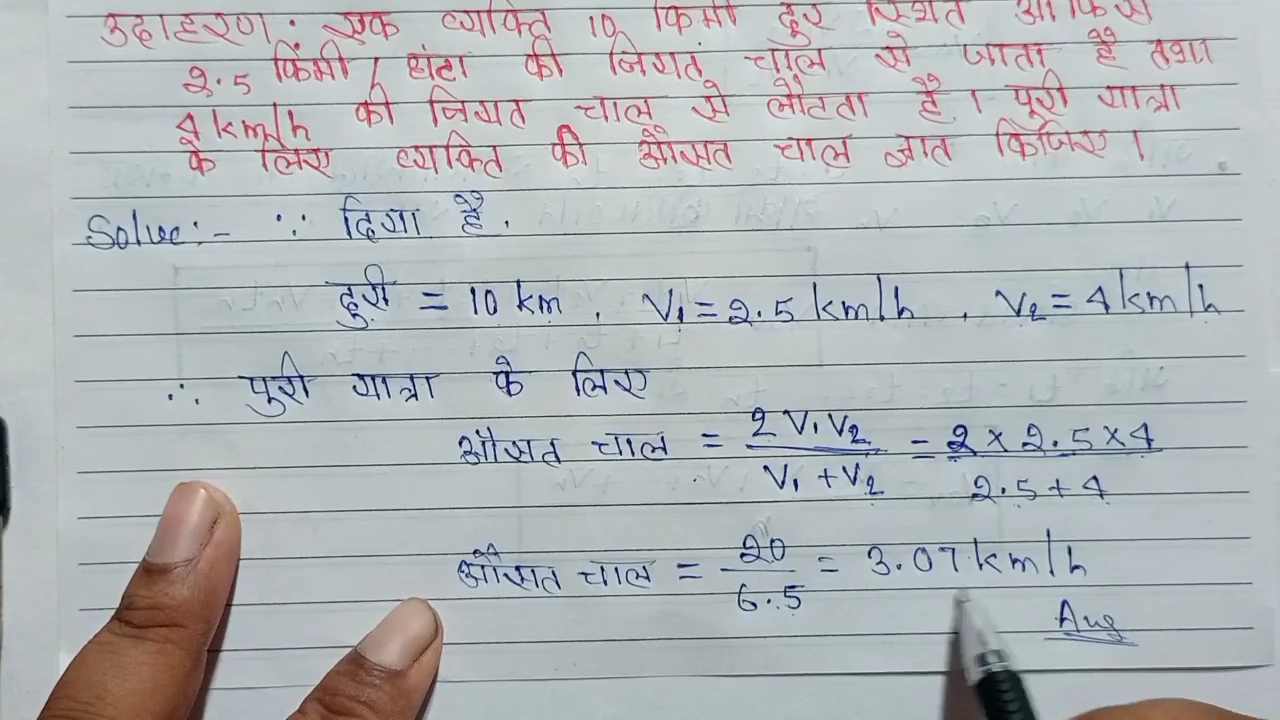 उदाहरण : एक व्यक्ति 10 किमी दूर स्थित ऑफिस
2.5 किमी / घंटा की नियत चाल से जाता है तथा
4 km/h की नियत चाल से लौटता है । पूरी यात्रा
के लिए व्यक्ति की औसत चाल ज्ञात किजिए ।
Solve:- ∵ दिया है.
दुरी = 10 km , V₁ = 2.5 km/h , V₂ = 4 km/h
∴ पुरी यात्रा के लिए
औसत चाल = 2V₁V₂ / V₁+V₂ = 2×2.5×4 / 2.5+4
औसत चाल = 20 / 6.5 = 3.07 km/h
Ans